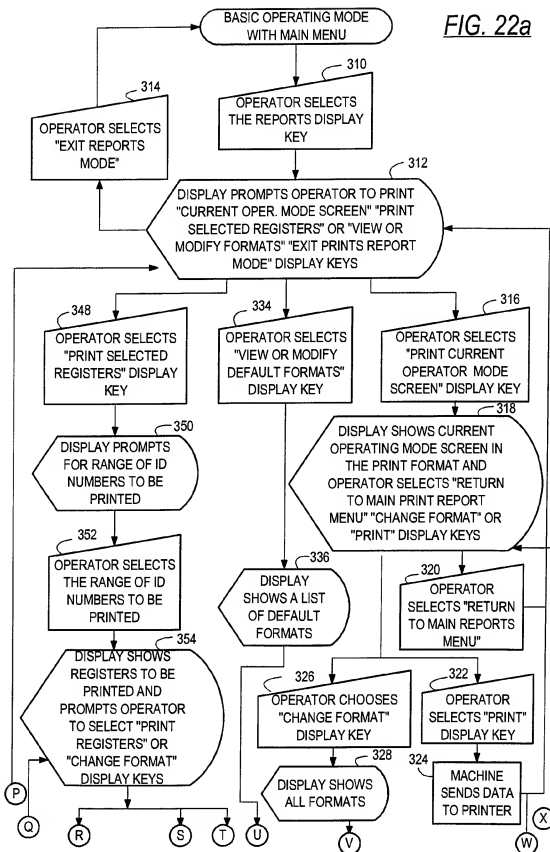 BASIC OPERATING MODE
WITH MAIN MENU
FIG. 22a
314
310
OPERATOR SELECTS
"EXIT REPORTS
MODE"
OPERATOR SELECTS
THE REPORTS DISPLAY
KEY
312
DISPLAY PROMPTS OPERATOR TO PRINT
"CURRENT OPER. MODE SCREEN" "PRINT
SELECTED REGISTERS" OR "VIEW OR
MODIFY FORMATS" "EXIT PRINTS REPORT
MODE" DISPLAY KEYS
348
OPERATOR SELECTS
"PRINT SELECTED
REGISTERS" DISPLAY
KEY
334
OPERATOR SELECTS
"VIEW OR MODIFY
DEFAULT FORMATS"
DISPLAY KEY
316
OPERATOR SELECTS
"PRINT CURRENT
OPERATOR MODE
SCREEN" DISPLAY KEY
350
DISPLAY PROMPTS
FOR RANGE OF ID
NUMBERS TO BE
PRINTED
318
DISPLAY SHOWS CURRENT
OPERATING MODE SCREEN IN
THE PRINT FORMAT AND
OPERATOR SELECTS "RETURN
TO MAIN PRINT REPORT
MENU" "CHANGE FORMAT" OR
"PRINT" DISPLAY KEYS
352
OPERATOR SELECTS
THE RANGE OF ID
NUMBERS TO BE
PRINTED
336
DISPLAY
SHOWS A LIST
OF DEFAULT
FORMATS
320
OPERATOR
SELECTS "RETURN
TO MAIN REPORTS
MENU"
354
DISPLAY SHOWS
REGISTERS TO BE
PRINTED AND
PROMPTS OPERATOR
TO SELECT "PRINT
REGISTERS" OR
"CHANGE FORMAT"
DISPLAY KEYS
326
OPERATOR CHOOSES
"CHANGE FORMAT"
DISPLAY KEY
322
OPERATOR
SELECTS "PRINT"
DISPLAY KEY
328
DISPLAY SHOWS
ALL FORMATS
324
MACHINE
SENDS DATA
TO PRINTER
P
Q
R
S
T
U
V
W
X